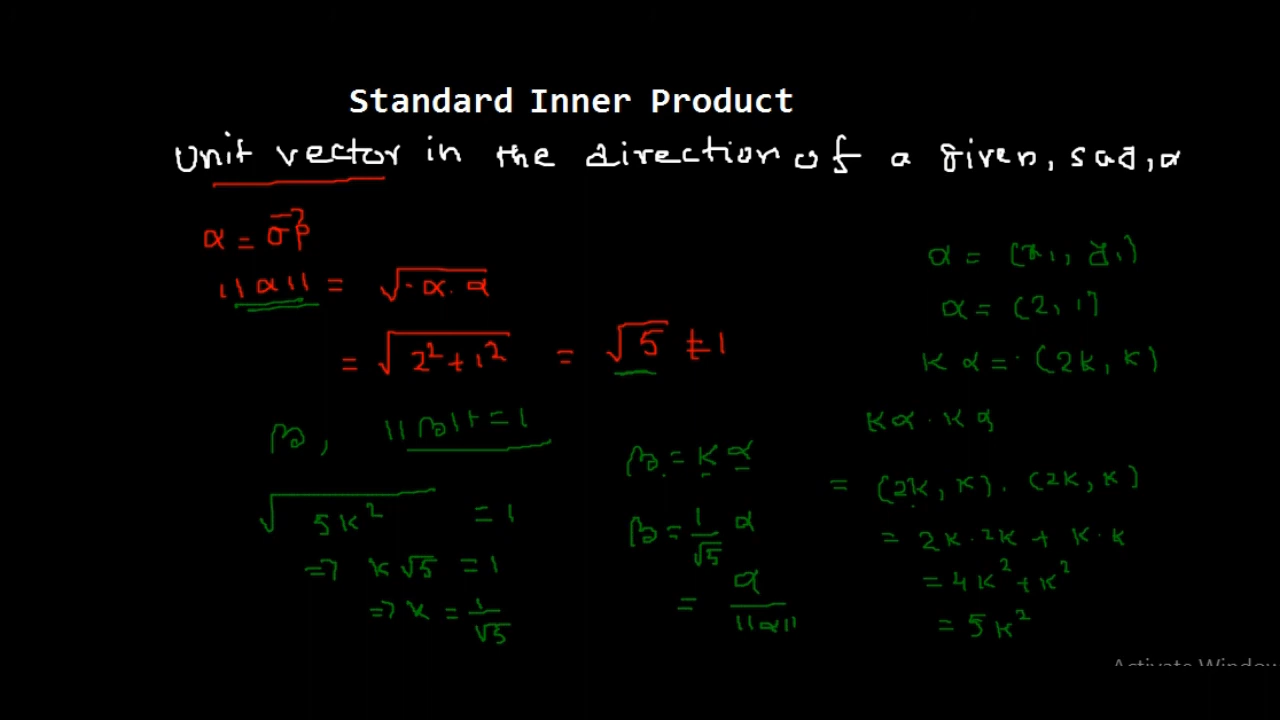 Standard Inner Product
Unit vector in the direction of a given, sad, α
α = \overrightarrow{OP}
||α|| = √(α · α)
= √(2² + 1²) = √5 ≠ 1
β, ||β|| = 1
√(5k²) = 1
=> k√5 = 1
=> k = 1/√5
β = kα
β = 1/√5 α
= α/||α||
α = (x₁, y₁)
α = (2, 1)
kα = (2k, k)
kα · kα
= (2k, k) · (2k, k)
= 2k · 2k + k · k
= 4k² + k²
= 5k²